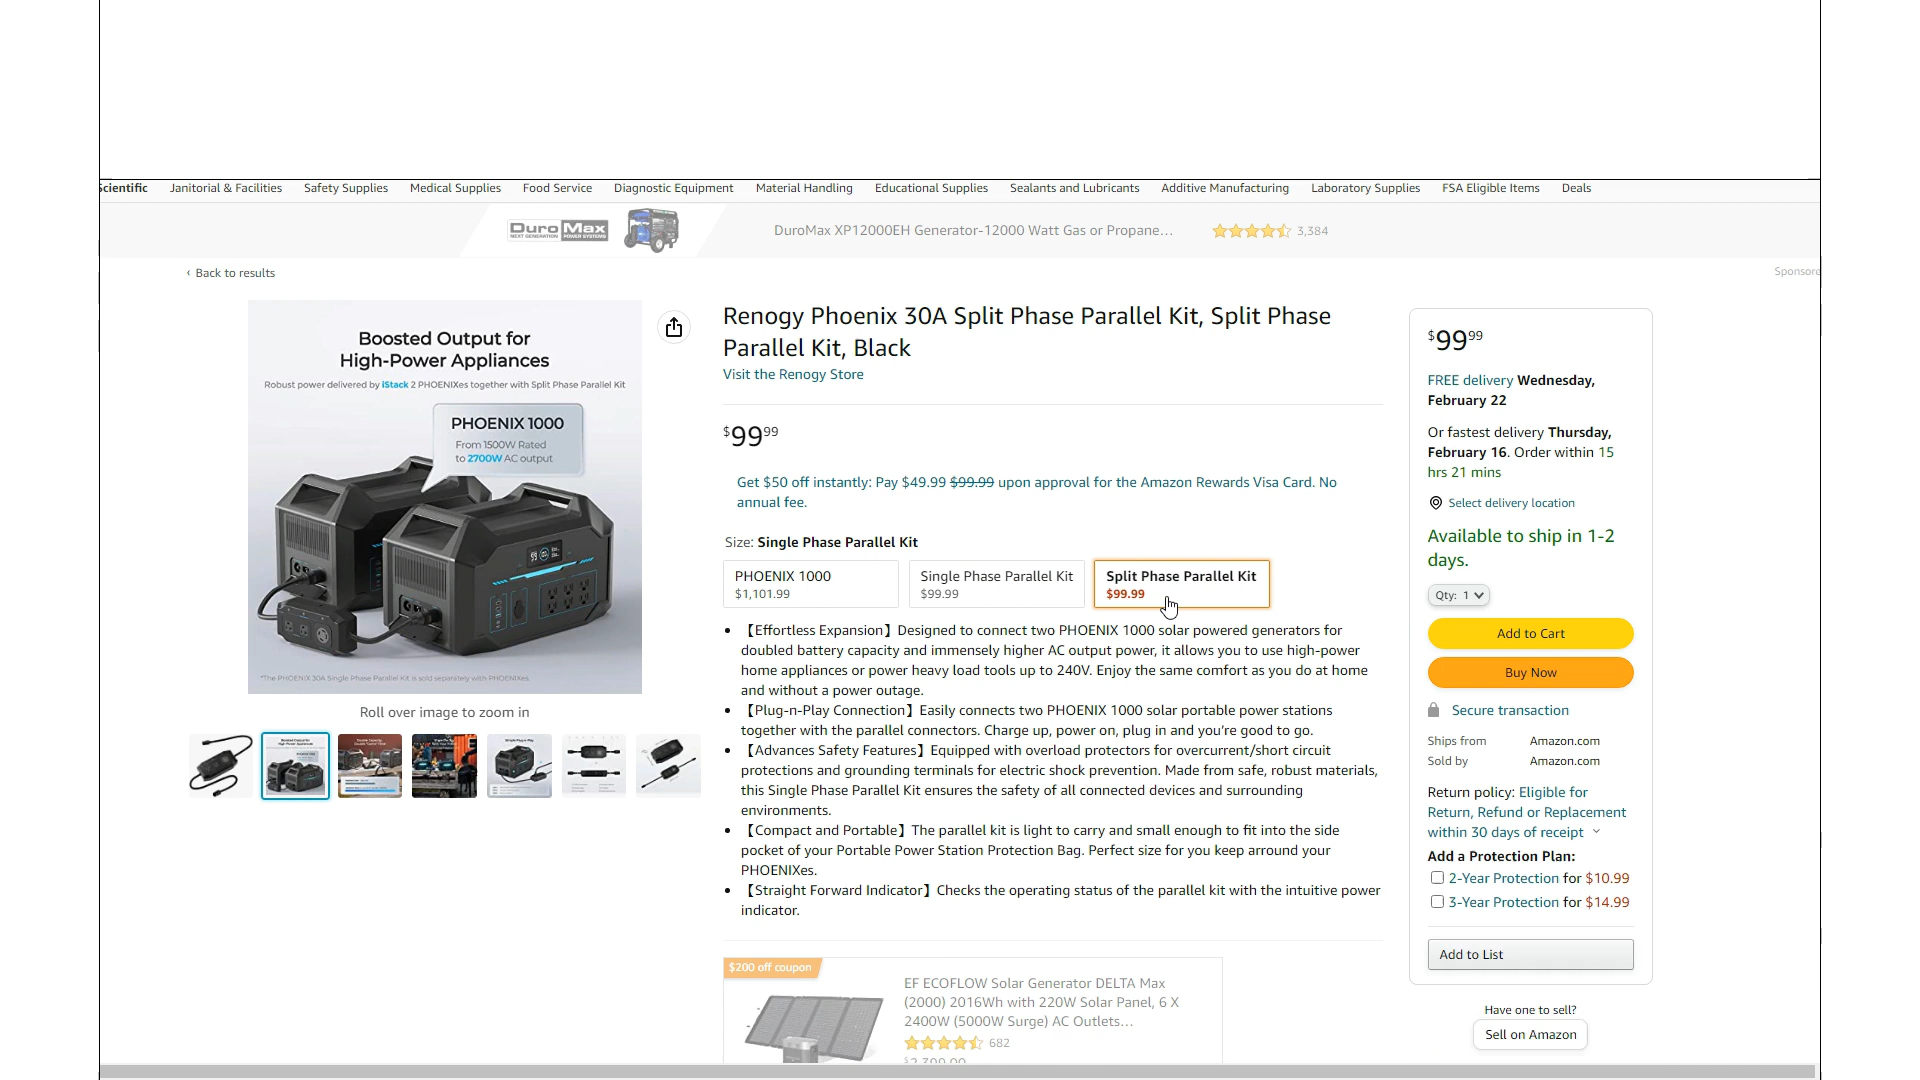 Scientific Janitorial & Facilities Safety Supplies Medical Supplies Food Service Diagnostic Equipment Material Handling Educational Supplies Sealants and Lubricants Additive Manufacturing Laboratory Supplies FSA Eligible Items Deals
DuroMax
DuroMax XP12000EH Generator-12000 Watt Gas or Propane… 3,384
‹ Back to results
Sponsore
Boosted Output for
High-Power Appliances
Robust power delivered by iStack 2 PHOENIXes together with Split Phase Parallel Kit
PHOENIX 1000
From 1500W Rated
to 2700W AC output
*The PHOENIX 30A Single Phase Parallel Kit is sold separately with PHOENIXes.
Roll over image to zoom in
Renogy Phoenix 30A Split Phase Parallel Kit, Split Phase
Parallel Kit, Black
Visit the Renogy Store
$99.99
Get $50 off instantly: Pay $49.99 $99.99 upon approval for the Amazon Rewards Visa Card. No
annual fee.
Size: Single Phase Parallel Kit
PHOENIX 1000
$1,101.99
Single Phase Parallel Kit
$99.99
Split Phase Parallel Kit
$99.99
• 【Effortless Expansion】Designed to connect two PHOENIX 1000 solar powered generators for
doubled battery capacity and immensely higher AC output power, it allows you to use high-power
home appliances or power heavy load tools up to 240V. Enjoy the same comfort as you do at home
and without a power outage.
• 【Plug-n-Play Connection】Easily connects two PHOENIX 1000 solar portable power stations
together with the parallel connectors. Charge up, power on, plug in and you’re good to go.
• 【Advances Safety Features】Equipped with overload protectors for overcurrent/short circuit
protections and grounding terminals for electric shock prevention. Made from safe, robust materials,
this Single Phase Parallel Kit ensures the safety of all connected devices and surrounding
environments.
• 【Compact and Portable】The parallel kit is light to carry and small enough to fit into the side
pocket of your Portable Power Station Protection Bag. Perfect size for you keep arround your
PHOENIXes.
• 【Straight Forward Indicator】Checks the operating status of the parallel kit with the intuitive power
indicator.
$200 off coupon
EF ECOFLOW Solar Generator DELTA Max
(2000) 2016Wh with 220W Solar Panel, 6 X
2400W (5000W Surge) AC Outlets…
682
$2,399.00
$99.99
FREE delivery Wednesday,
February 22
Or fastest delivery Thursday,
February 16. Order within 15
hrs 21 mins
Select delivery location
Available to ship in 1-2
days.
Qty: 1
Add to Cart
Buy Now
Secure transaction
Ships from Amazon.com
Sold by Amazon.com
Return policy: Eligible for
Return, Refund or Replacement
within 30 days of receipt
Add a Protection Plan:
2-Year Protection for $10.99
3-Year Protection for $14.99
Add to List
Have one to sell?
Sell on Amazon